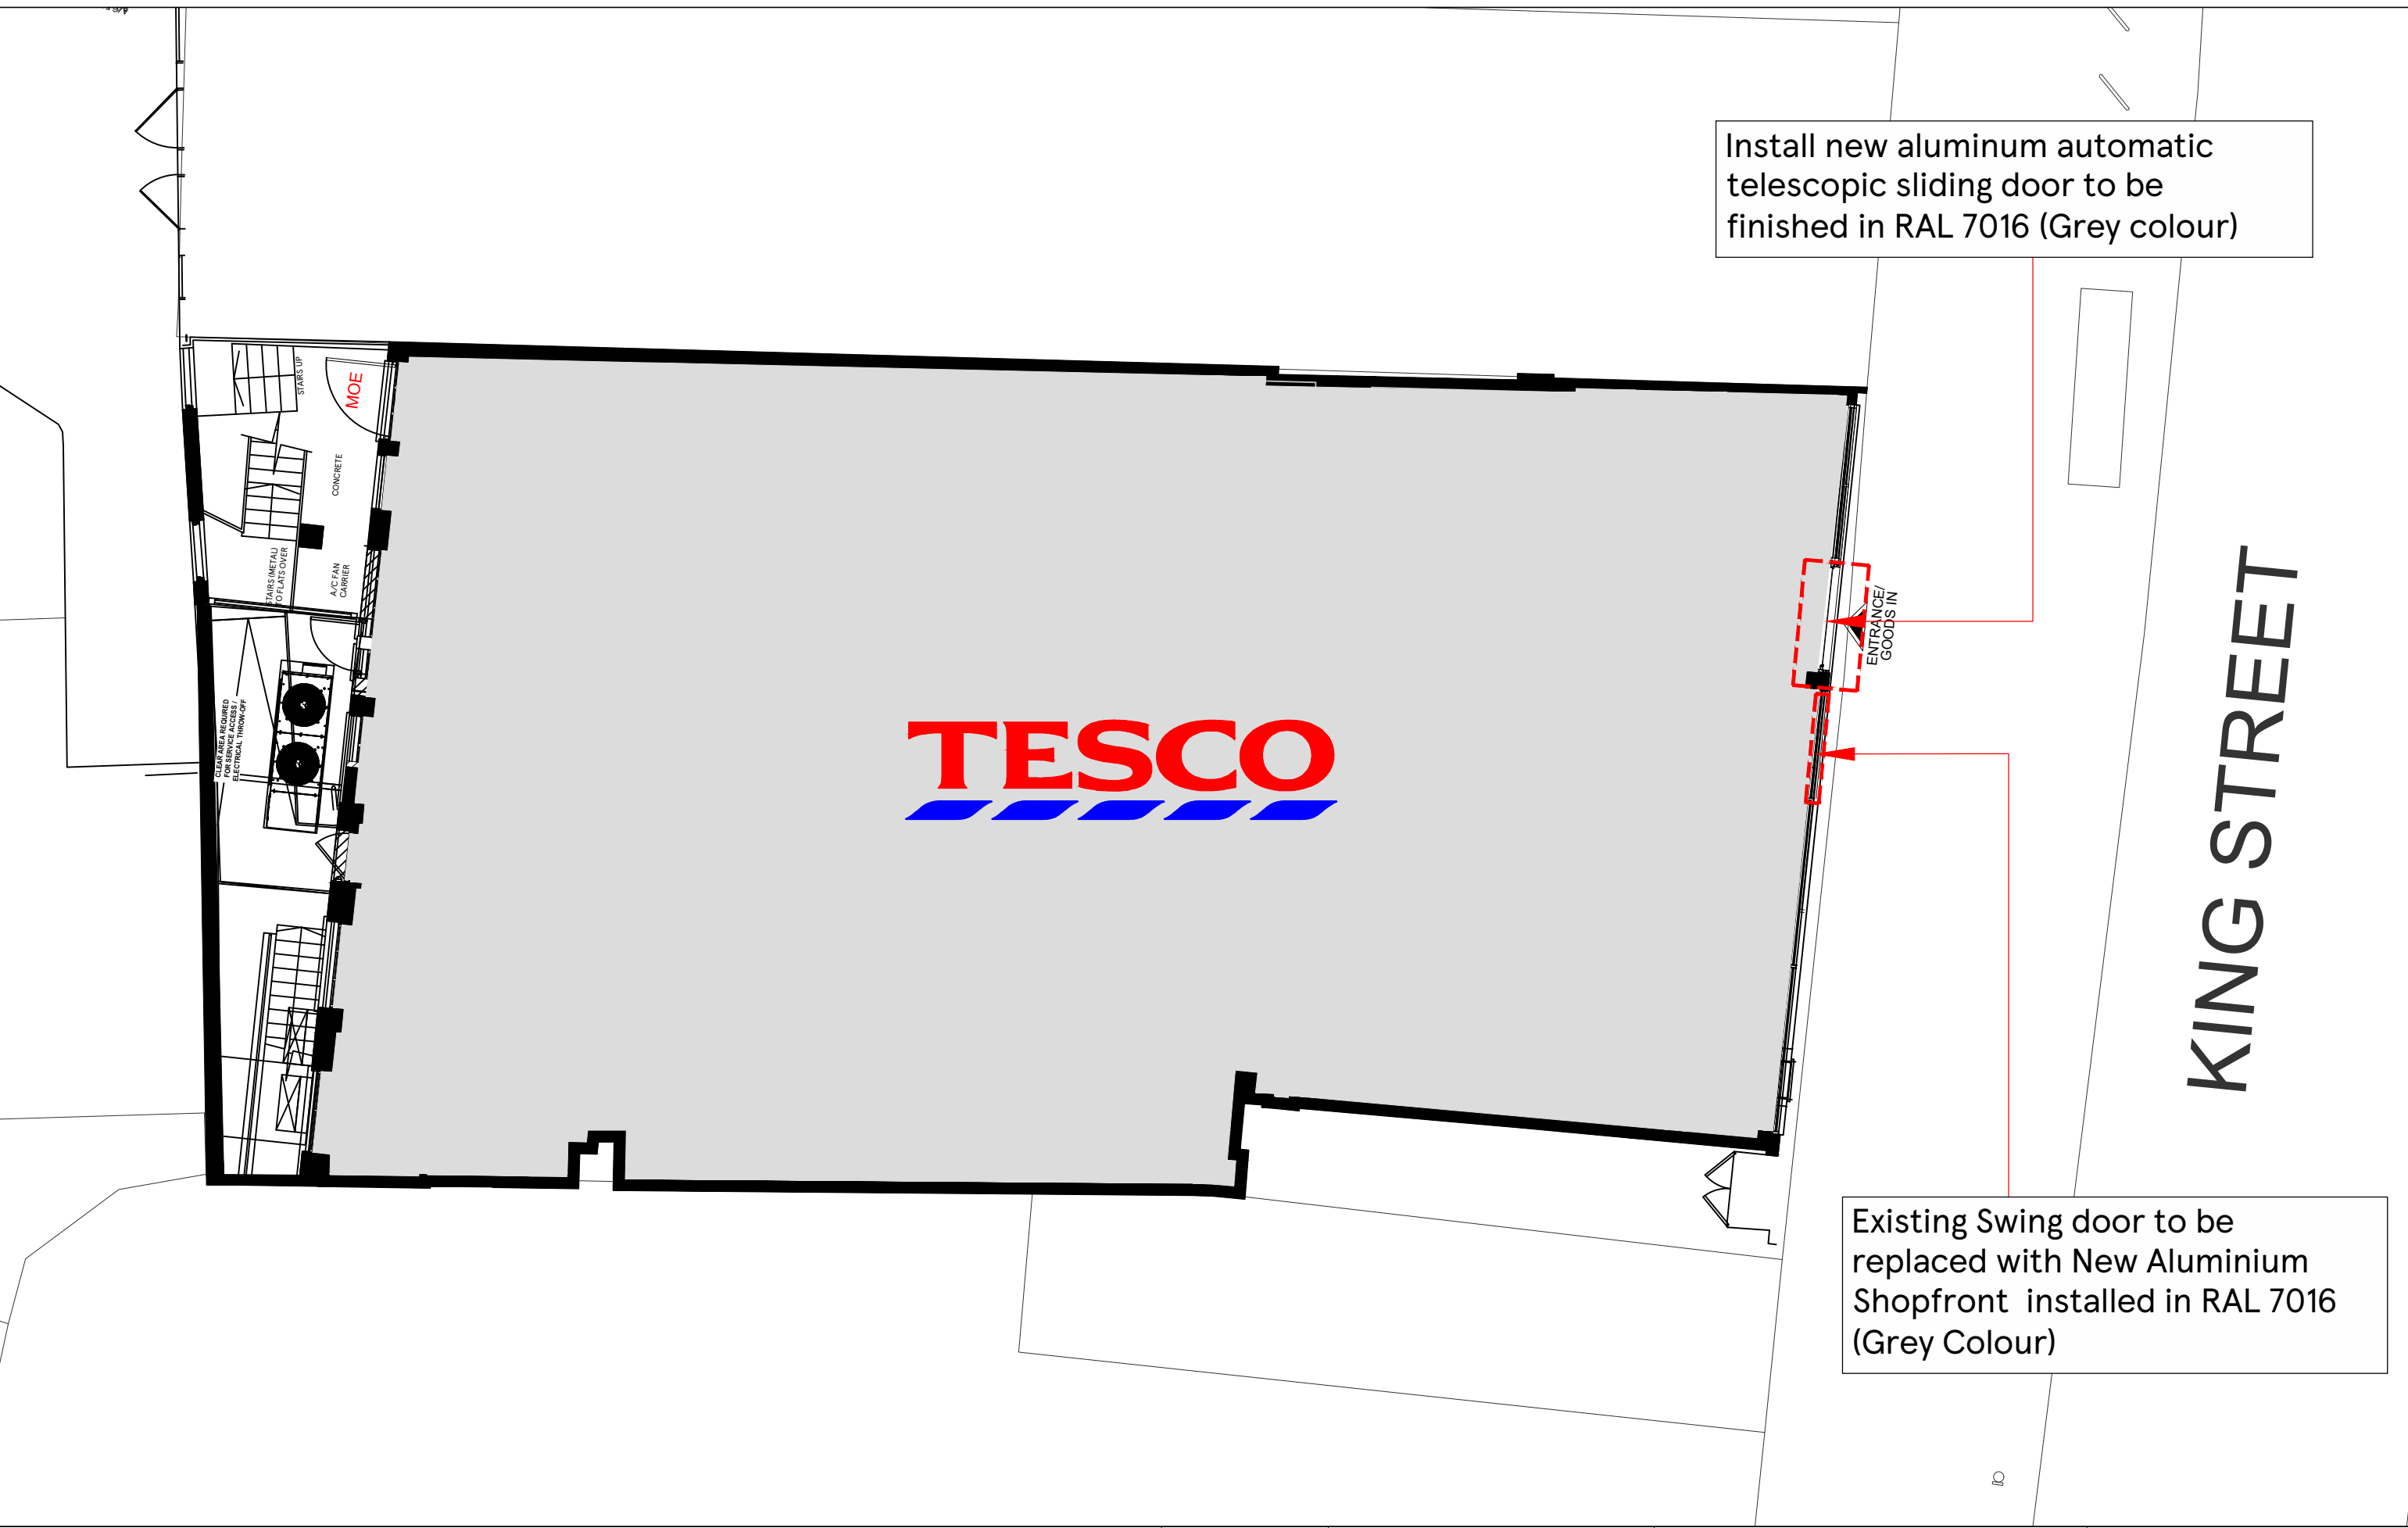 Install new aluminum automatic
telescopic sliding door to be
finished in RAL 7016 (Grey colour)
STAIRS UP
MOE
CONCRETE
STAIRS (METAL)
TO FLATS OVER
A/C FAN
CARRIER
ENTRANCE/
GOODS IN
CLEAR AREA REQUIRED
FOR SERVICE ACCESS /
ELECTRICAL THROW-OFF
TESCO
KING STREET
Existing Swing door to be
replaced with New Aluminium
Shopfront installed in RAL 7016
(Grey Colour)